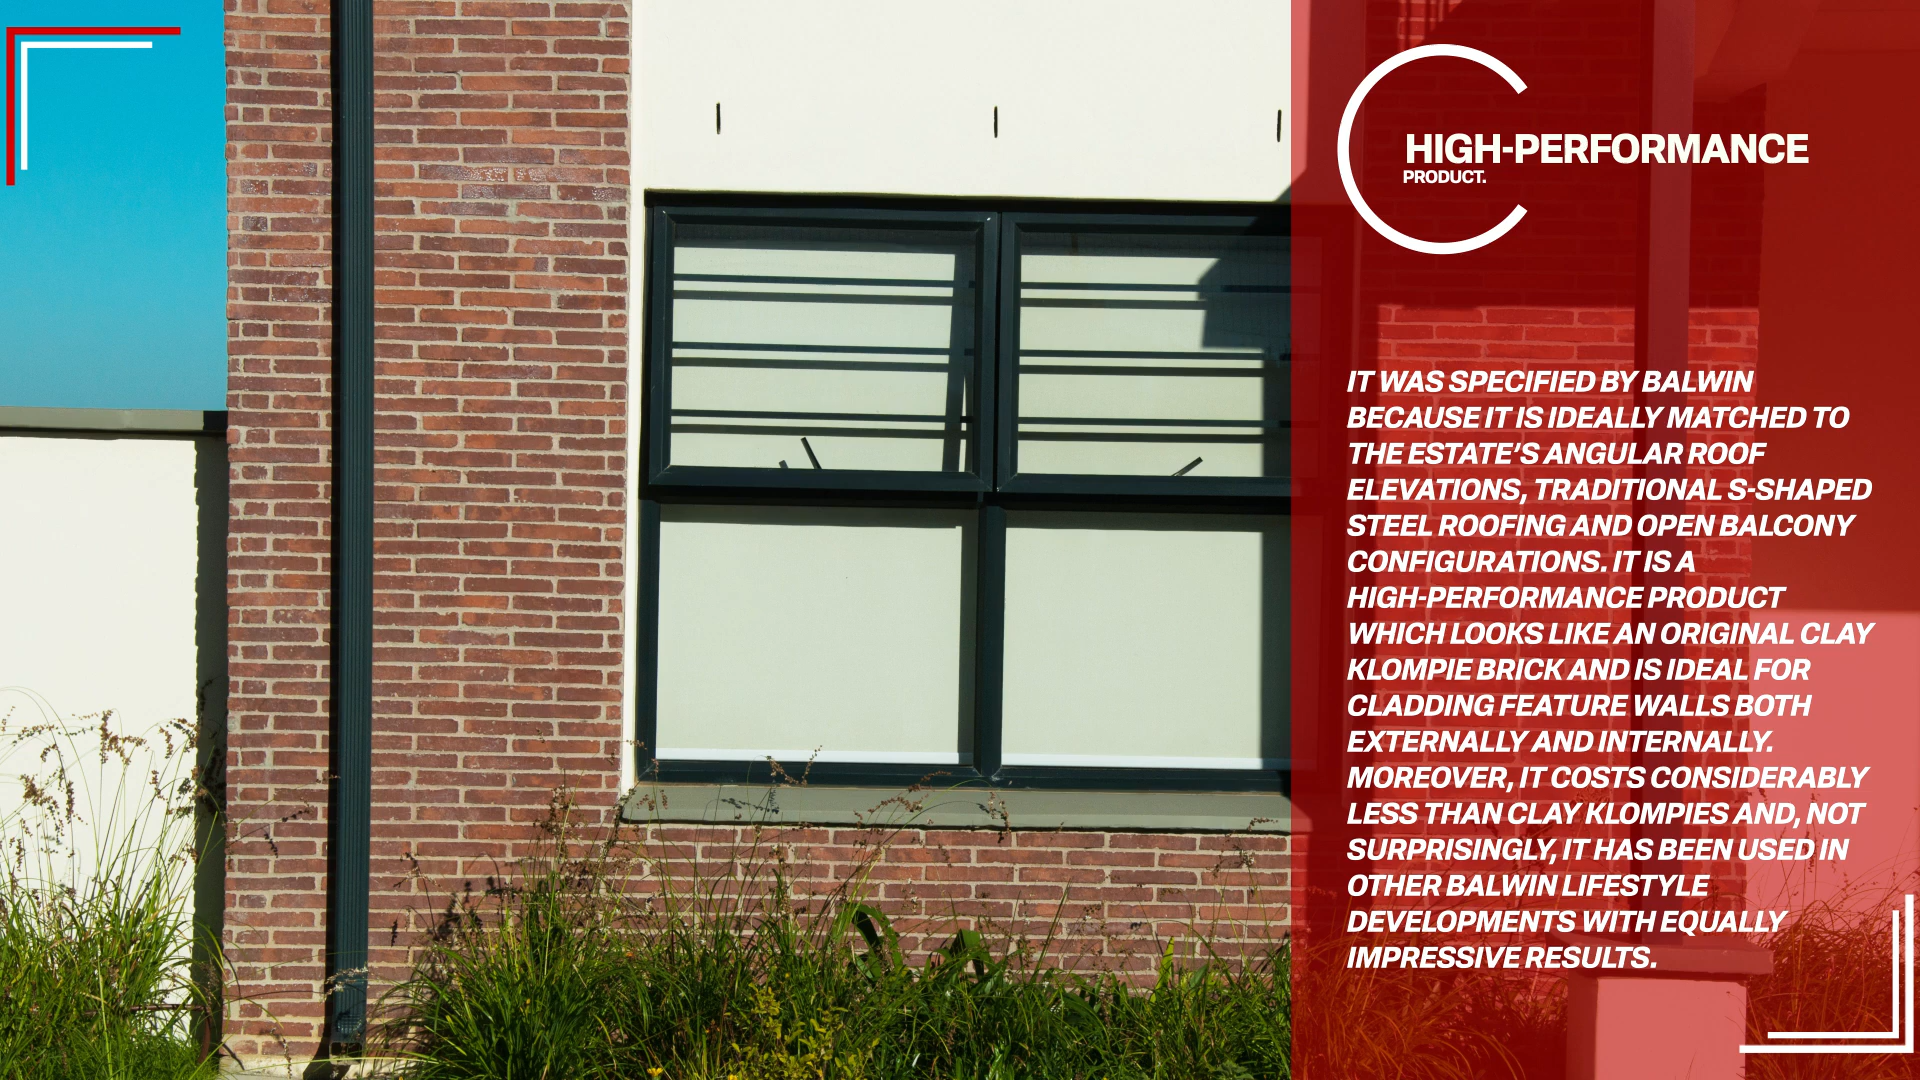 HIGH-PERFORMANCE
PRODUCT.
IT WAS SPECIFIED BY BALWIN
BECAUSE IT IS IDEALLY MATCHED TO
THE ESTATE'S ANGULAR ROOF
ELEVATIONS, TRADITIONAL S-SHAPED
STEEL ROOFING AND OPEN BALCONY
CONFIGURATIONS. IT IS A
HIGH-PERFORMANCE PRODUCT
WHICH LOOKS LIKE AN ORIGINAL CLAY
KLOMPIE BRICK AND IS IDEAL FOR
CLADDING FEATURE WALLS BOTH
EXTERNALLY AND INTERNALLY.
MOREOVER, IT COSTS CONSIDERABLY
LESS THAN CLAY KLOMPIES AND, NOT
SURPRISINGLY, IT HAS BEEN USED IN
OTHER BALWIN LIFESTYLE
DEVELOPMENTS WITH EQUALLY
IMPRESSIVE RESULTS.